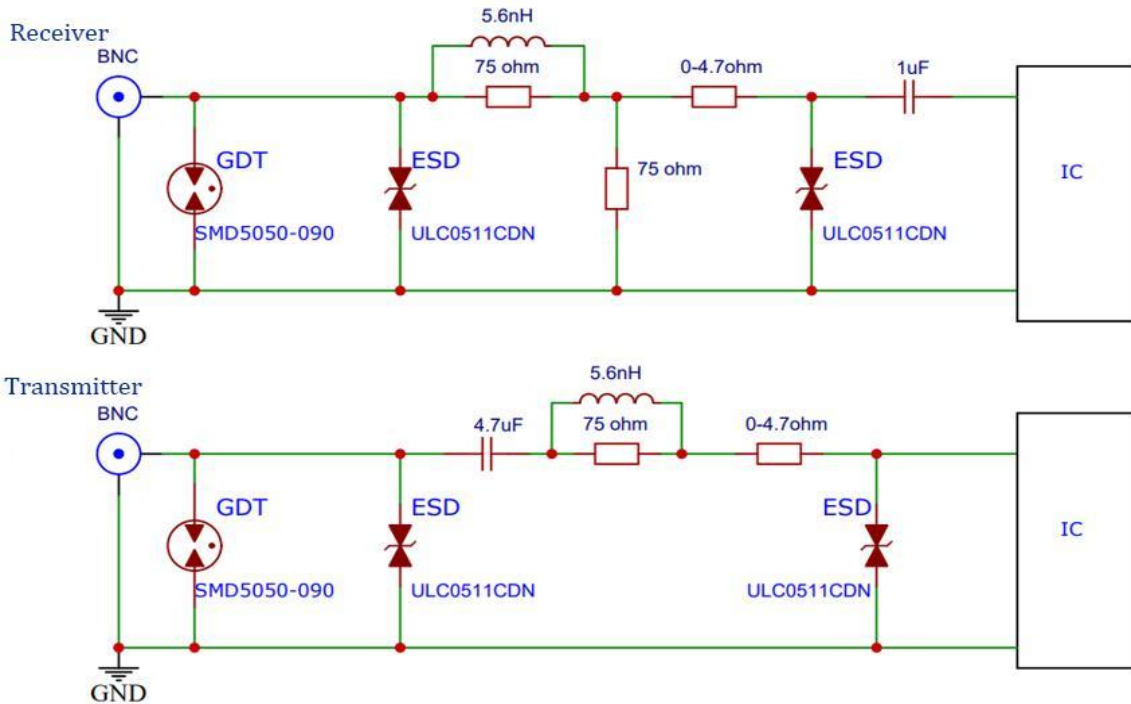 Receiver
BNC
5.6nH
75 ohm
0-4.7ohm
1uF
GDT
ESD
75 ohm
ESD
IC
SMD5050-090
ULC0511CDN
ULC0511CDN
GND
Transmitter
BNC
5.6nH
4.7uF
75 ohm
0-4.7ohm
GDT
ESD
ESD
IC
SMD5050-090
ULC0511CDN
ULC0511CDN
GND